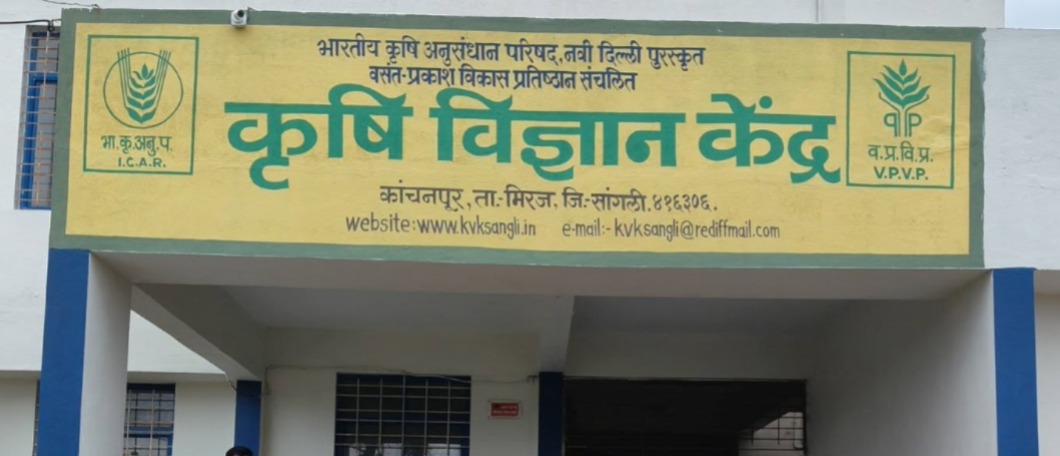 भारतीय कृषि अनुसंधान परिषद, नवी दिल्ली पुरस्कृत
वसंत-प्रकाश विकास प्रतिष्ठान संचलित
कृषि विज्ञान केंद्र
भा.कृ.अनु.प.
I.C.A.R.
व.प्र.वि.प्र.
V.P.V.P.
कांचनपूर, ता:-मिरज, जि:-सांगली.४१६३०६.
website:www.kvksangli.in e-mail:- kvksangli@rediffmail.com